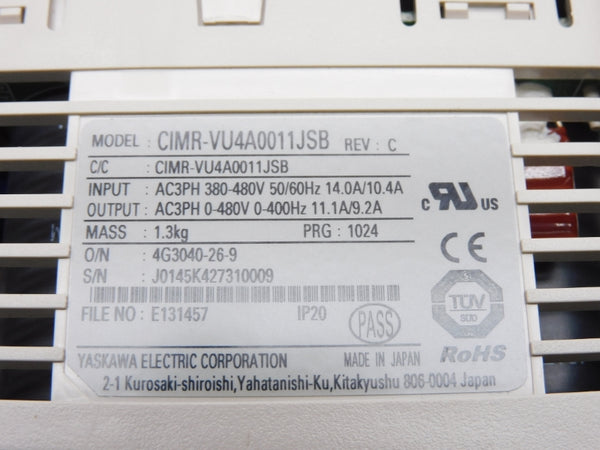 MODEL : CIMR-VU4A0011JSB REV : C
C/C : CIMR-VU4A0011JSB
INPUT : AC3PH 380-480V 50/60Hz 14.0A/10.4A
OUTPUT : AC3PH 0-480V 0-400Hz 11.1A/9.2A
C RU US
MASS : 1.3kg PRG : 1024
O/N : 4G3040-26-9
CE
S/N : J0145K427310009
TÜV
SÜD
FILE NO : E131457 IP20 PASS
YASKAWA ELECTRIC CORPORATION MADE IN JAPAN RoHS
2-1 Kurosaki-shiroishi,Yahatanishi-Ku,Kitakyushu 806-0004 Japan